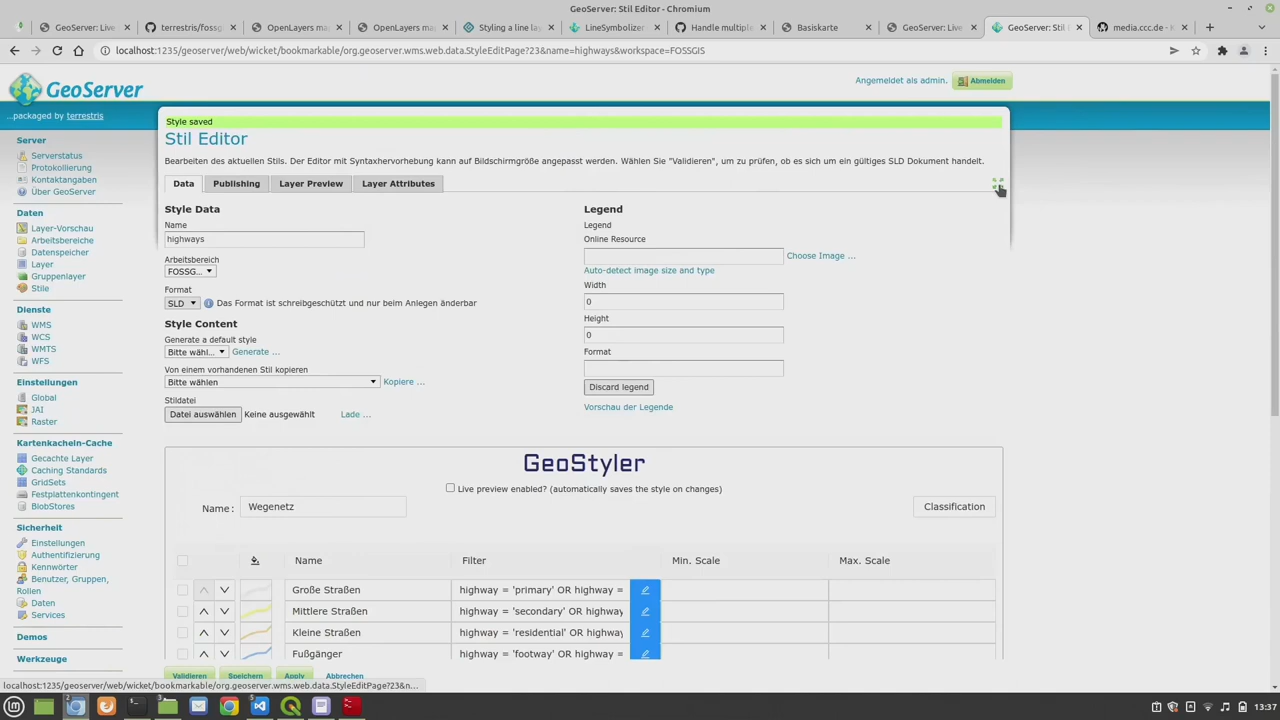 GeoServer: Stil Editor - Chromium
GeoServer: Live
terrestris/fossg
OpenLayers ma
OpenLayers ma
Styling a line la
LineSymbolizer
Handle multiple
Basiskarte
GeoServer: Live
GeoServer: Stil
media.ccc.de - K
localhost:1235/geoserver/web/wicket/bookmarkable/org.geoserver.wms.web.data.StyleEditPage?23&name=highways&workspace=FOSSGIS
GeoServer
Angemeldet als admin.
Abmelden
...packaged by terrestris
Server
Serverstatus
Protokollierung
Kontaktangaben
Über GeoServer
Daten
Layer-Vorschau
Arbeitsbereiche
Datenspeicher
Layer
Gruppenlayer
Stile
Dienste
WMS
WCS
WMTS
WFS
Einstellungen
Global
JAI
Raster
Kartenkacheln-Cache
Gecachte Layer
Caching Standards
GridSets
Festplattenkontingent
BlobStores
Sicherheit
Einstellungen
Authentifizierung
Kennwörter
Benutzer, Gruppen,
Rollen
Daten
Services
Demos
Werkzeuge
Style saved
Stil Editor
Bearbeiten des aktuellen Stils. Der Editor mit Syntaxhervorhebung kann auf Bildschirmgröße angepasst werden. Wählen Sie "Validieren", um zu prüfen, ob es sich um ein gültiges SLD Dokument handelt.
Data
Publishing
Layer Preview
Layer Attributes
Style Data
Name
highways
Arbeitsbereich
FOSSG...
Format
SLD
Das Format ist schreibgeschützt und nur beim Anlegen änderbar
Style Content
Generate a default style
Bitte wähl...
Generate ...
Von einem vorhandenen Stil kopieren
Bitte wählen
Kopiere ...
Stildatei
Datei auswählen
Keine ausgewählt
Lade ...
Legend
Legend
Online Resource
Choose Image ...
Auto-detect image size and type
Width
0
Height
0
Format
Discard legend
Vorschau der Legende
GeoStyler
Live preview enabled? (automatically saves the style on changes)
Name:
Wegenetz
Classification
Name
Filter
Min. Scale
Max. Scale
Große Straßen
highway = 'primary' OR highway =
Mittlere Straßen
highway = 'secondary' OR highway
Kleine Straßen
highway = 'residential' OR highway
Fußgänger
highway = 'footway' OR highway =
Validieren
Speichern
Apply
Abbrechen
localhost:1235/geoserver/web/wicket/bookmarkable/org.geoserver.wms.web.data.StyleEditPage?23&n...
13:37